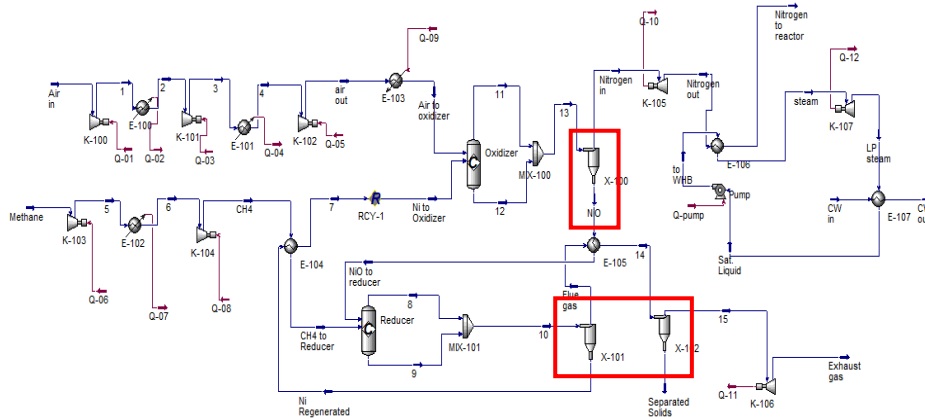 Q-10
Nitrogen
to
reactor
Q-09
Q-12
Air
in
1
2
3
4
air
out
Air to
oxidizer
Nitrogen
in
Nitrogen
out
steam
K-105
K-107
E-100
E-101
E-103
K-100
K-101
K-102
11
13
Oxidizer
MIX-100
X-100
E-106
LP
steam
Q-01
Q-02
Q-03
Q-04
Q-05
to
WHB
Pump
Q-pump
CW
in
E-107
Methane
5
6
CH4
7
RCY-1
Ni to
Oxidizer
12
NiO
K-103
E-102
K-104
E-104
E-105
14
Sat.
Liquid
NiO to
reducer
Flue
gas
Q-06
Q-07
Q-08
8
Reducer
MIX-101
10
15
CH4 to
Reducer
9
X-101
X-102
Exhaust
gas
Ni
Regenerated
Separated
Solids
Q-11
K-106